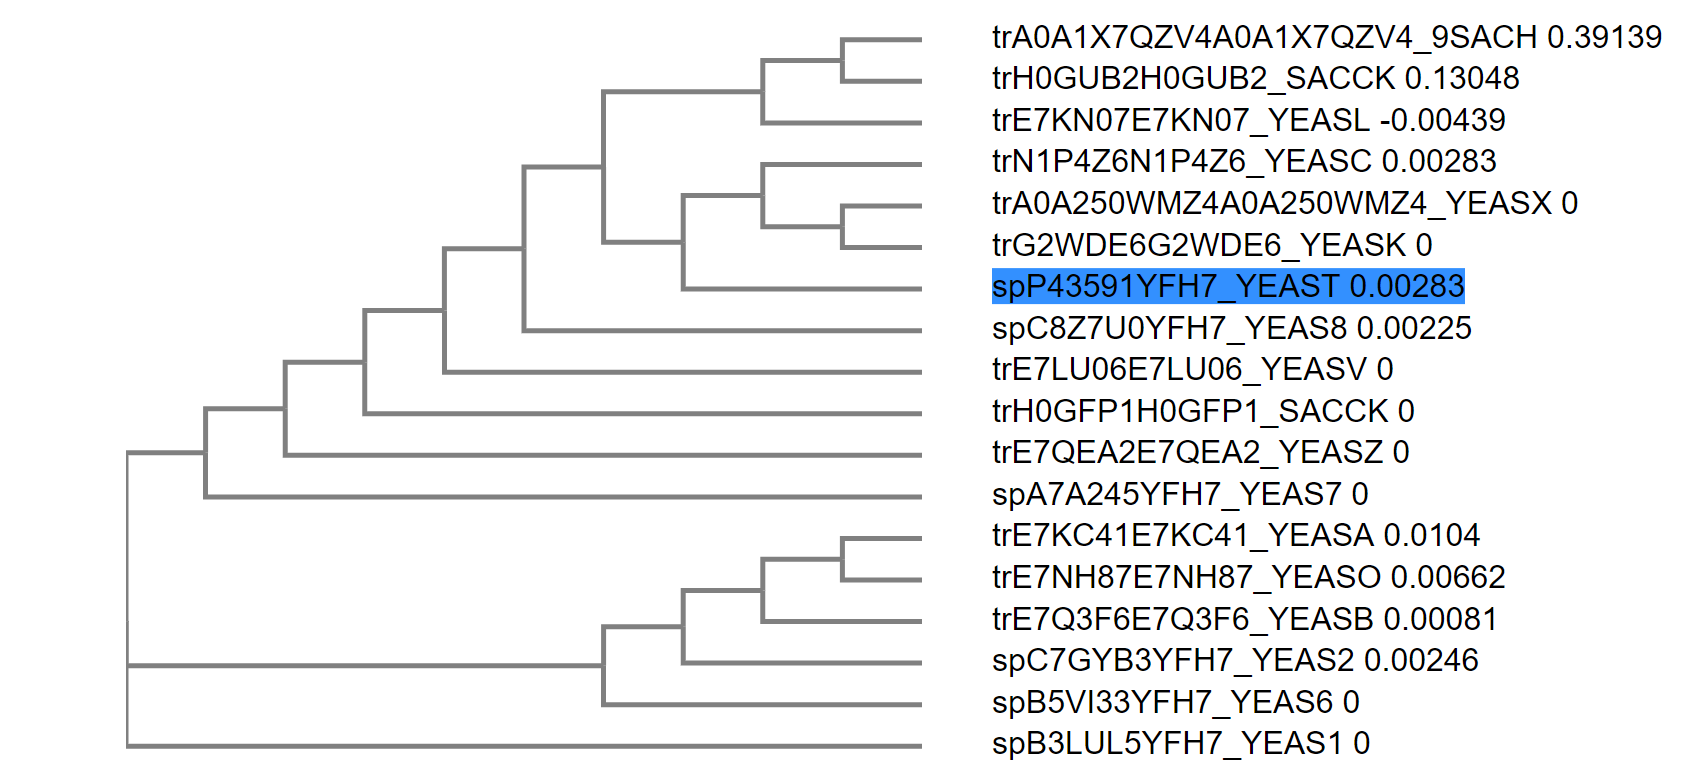 trA0A1X7QZV4A0A1X7QZV4_9SACH 0.39139
trH0GUB2H0GUB2_SACCK 0.13048
trE7KN07E7KN07_YEASL -0.00439
trN1P4Z6N1P4Z6_YEASC 0.00283
trA0A250WMZ4A0A250WMZ4_YEASX 0
trG2WDE6G2WDE6_YEASK 0
spP43591YFH7_YEAST 0.00283
spC8Z7U0YFH7_YEAS8 0.00225
trE7LU06E7LU06_YEASV 0
trH0GFP1H0GFP1_SACCK 0
trE7QEA2E7QEA2_YEASZ 0
spA7A245YFH7_YEAS7 0
trE7KC41E7KC41_YEASA 0.0104
trE7NH87E7NH87_YEASO 0.00662
trE7Q3F6E7Q3F6_YEASB 0.00081
spC7GYB3YFH7_YEAS2 0.00246
spB5VI33YFH7_YEAS6 0
spB3LUL5YFH7_YEAS1 0